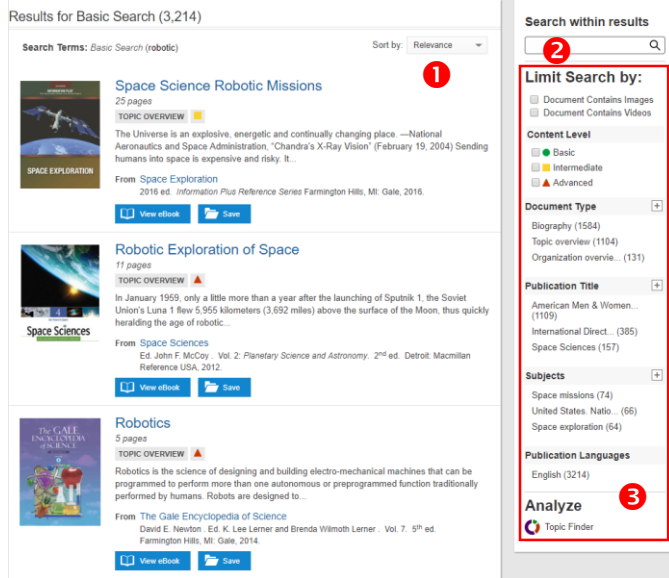 Results for Basic Search (3,214)
Search Terms: Basic Search (robotic)
Sort by: Relevance
1
SPACE EXPLORATION
Space Science Robotic Missions
25 pages
TOPIC OVERVIEW
The Universe is an explosive, energetic and continually changing place. —National
Aeronautics and Space Administration, "Chandra's X-Ray Vision" (February 19, 2004) Sending
humans into space is expensive and risky. It...
From Space Exploration
2016 ed. Information Plus Reference Series Farmington Hills, MI: Gale, 2016.
View eBook
Save
Space Sciences
Robotic Exploration of Space
11 pages
TOPIC OVERVIEW
In January 1959, only a little more than a year after the launching of Sputnik 1, the Soviet
Union's Luna 1 flew 5,955 kilometers (3,692 miles) above the surface of the Moon, thus quickly
heralding the age of robotic...
From Space Sciences
Ed. John F. McCoy . Vol. 2: Planetary Science and Astronomy. 2nd ed. Detroit: Macmillan
Reference USA, 2012.
View eBook
Save
The GALE
ENCYCLOPEDIA
of SCIENCE
Robotics
5 pages
TOPIC OVERVIEW
Robotics is the science of designing and building electro-mechanical machines that can be
programmed to perform more than one autonomous or preprogrammed function traditionally
performed by humans. Robots are designed to...
From The Gale Encyclopedia of Science
David E. Newton . Ed. K. Lee Lerner and Brenda Wilmoth Lerner . Vol. 7. 5th ed.
Farmington Hills, MI: Gale, 2014.
View eBook
Save
Search within results
2
Limit Search by:
Document Contains Images
Document Contains Videos
Content Level
Basic
Intermediate
Advanced
Document Type
Biography (1584)
Topic overview (1104)
Organization overvie... (131)
Publication Title
American Men & Women...
(1109)
International Direct... (385)
Space Sciences (157)
Subjects
Space missions (74)
United States. Natio... (66)
Space exploration (64)
Publication Languages
English (3214)
3
Analyze
Topic Finder